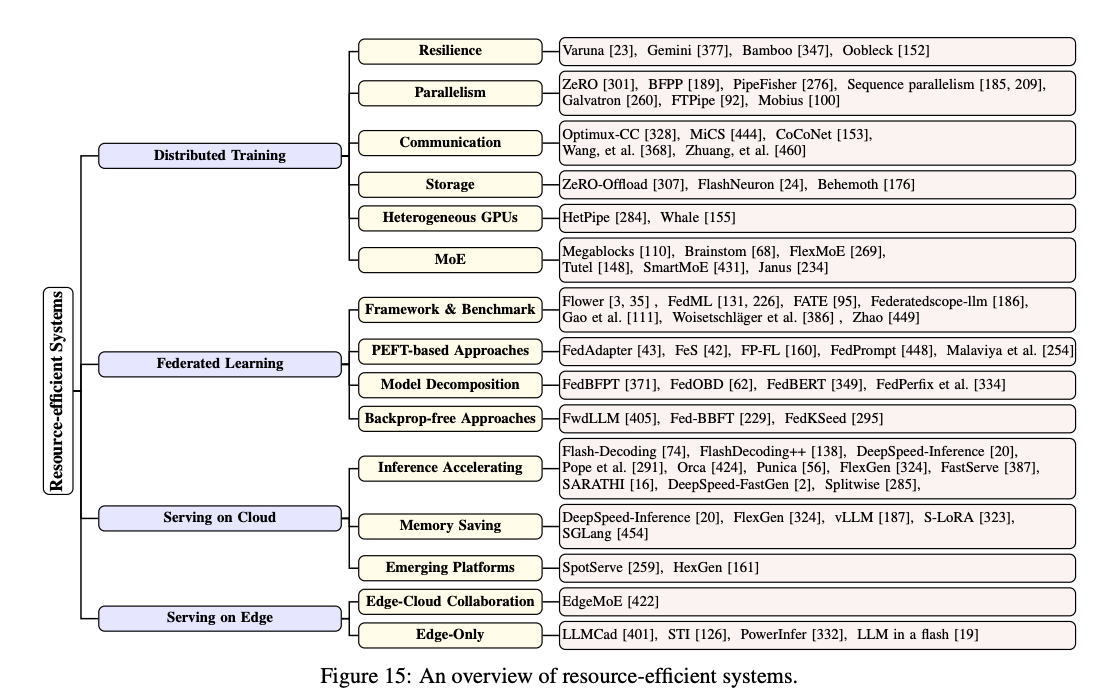 Resource-efficient Systems
Distributed Training
Resilience
Varuna [23], Gemini [377], Bamboo [347], Oobleck [152]
Parallelism
ZeRO [301], BFPP [189], PipeFisher [276], Sequence parallelism [185, 209],
Galvatron [260], FTPipe [92], Mobius [100]
Communication
Optimux-CC [328], MiCS [444], CoCoNet [153],
Wang, et al. [368], Zhuang, et al. [460]
Storage
ZeRO-Offload [307], FlashNeuron [24], Behemoth [176]
Heterogeneous GPUs
HetPipe [284], Whale [155]
MoE
Megablocks [110], Brainstom [68], FlexMoE [269],
Tutel [148], SmartMoE [431], Janus [234]
Federated Learning
Framework & Benchmark
Flower [3, 35] , FedML [131, 226], FATE [95], Federatedscope-llm [186],
Gao et al. [111], Woisetschläger et al. [386] , Zhao [449]
PEFT-based Approaches
FedAdapter [43], FeS [42], FP-FL [160], FedPrompt [448], Malaviya et al. [254]
Model Decomposition
FedBFPT [371], FedOBD [62], FedBERT [349], FedPerfix et al. [334]
Backprop-free Approaches
FwdLLM [405], Fed-BBFT [229], FedKSeed [295]
Serving on Cloud
Inference Accelerating
Flash-Decoding [74], FlashDecoding++ [138], DeepSpeed-Inference [20],
Pope et al. [291], Orca [424], Punica [56], FlexGen [324], FastServe [387],
SARATHI [16], DeepSpeed-FastGen [2], Splitwise [285],
Memory Saving
DeepSpeed-Inference [20], FlexGen [324], vLLM [187], S-LoRA [323],
SGLang [454]
Emerging Platforms
SpotServe [259], HexGen [161]
Serving on Edge
Edge-Cloud Collaboration
EdgeMoE [422]
Edge-Only
LLMCad [401], STI [126], PowerInfer [332], LLM in a flash [19]
Figure 15: An overview of resource-efficient systems.